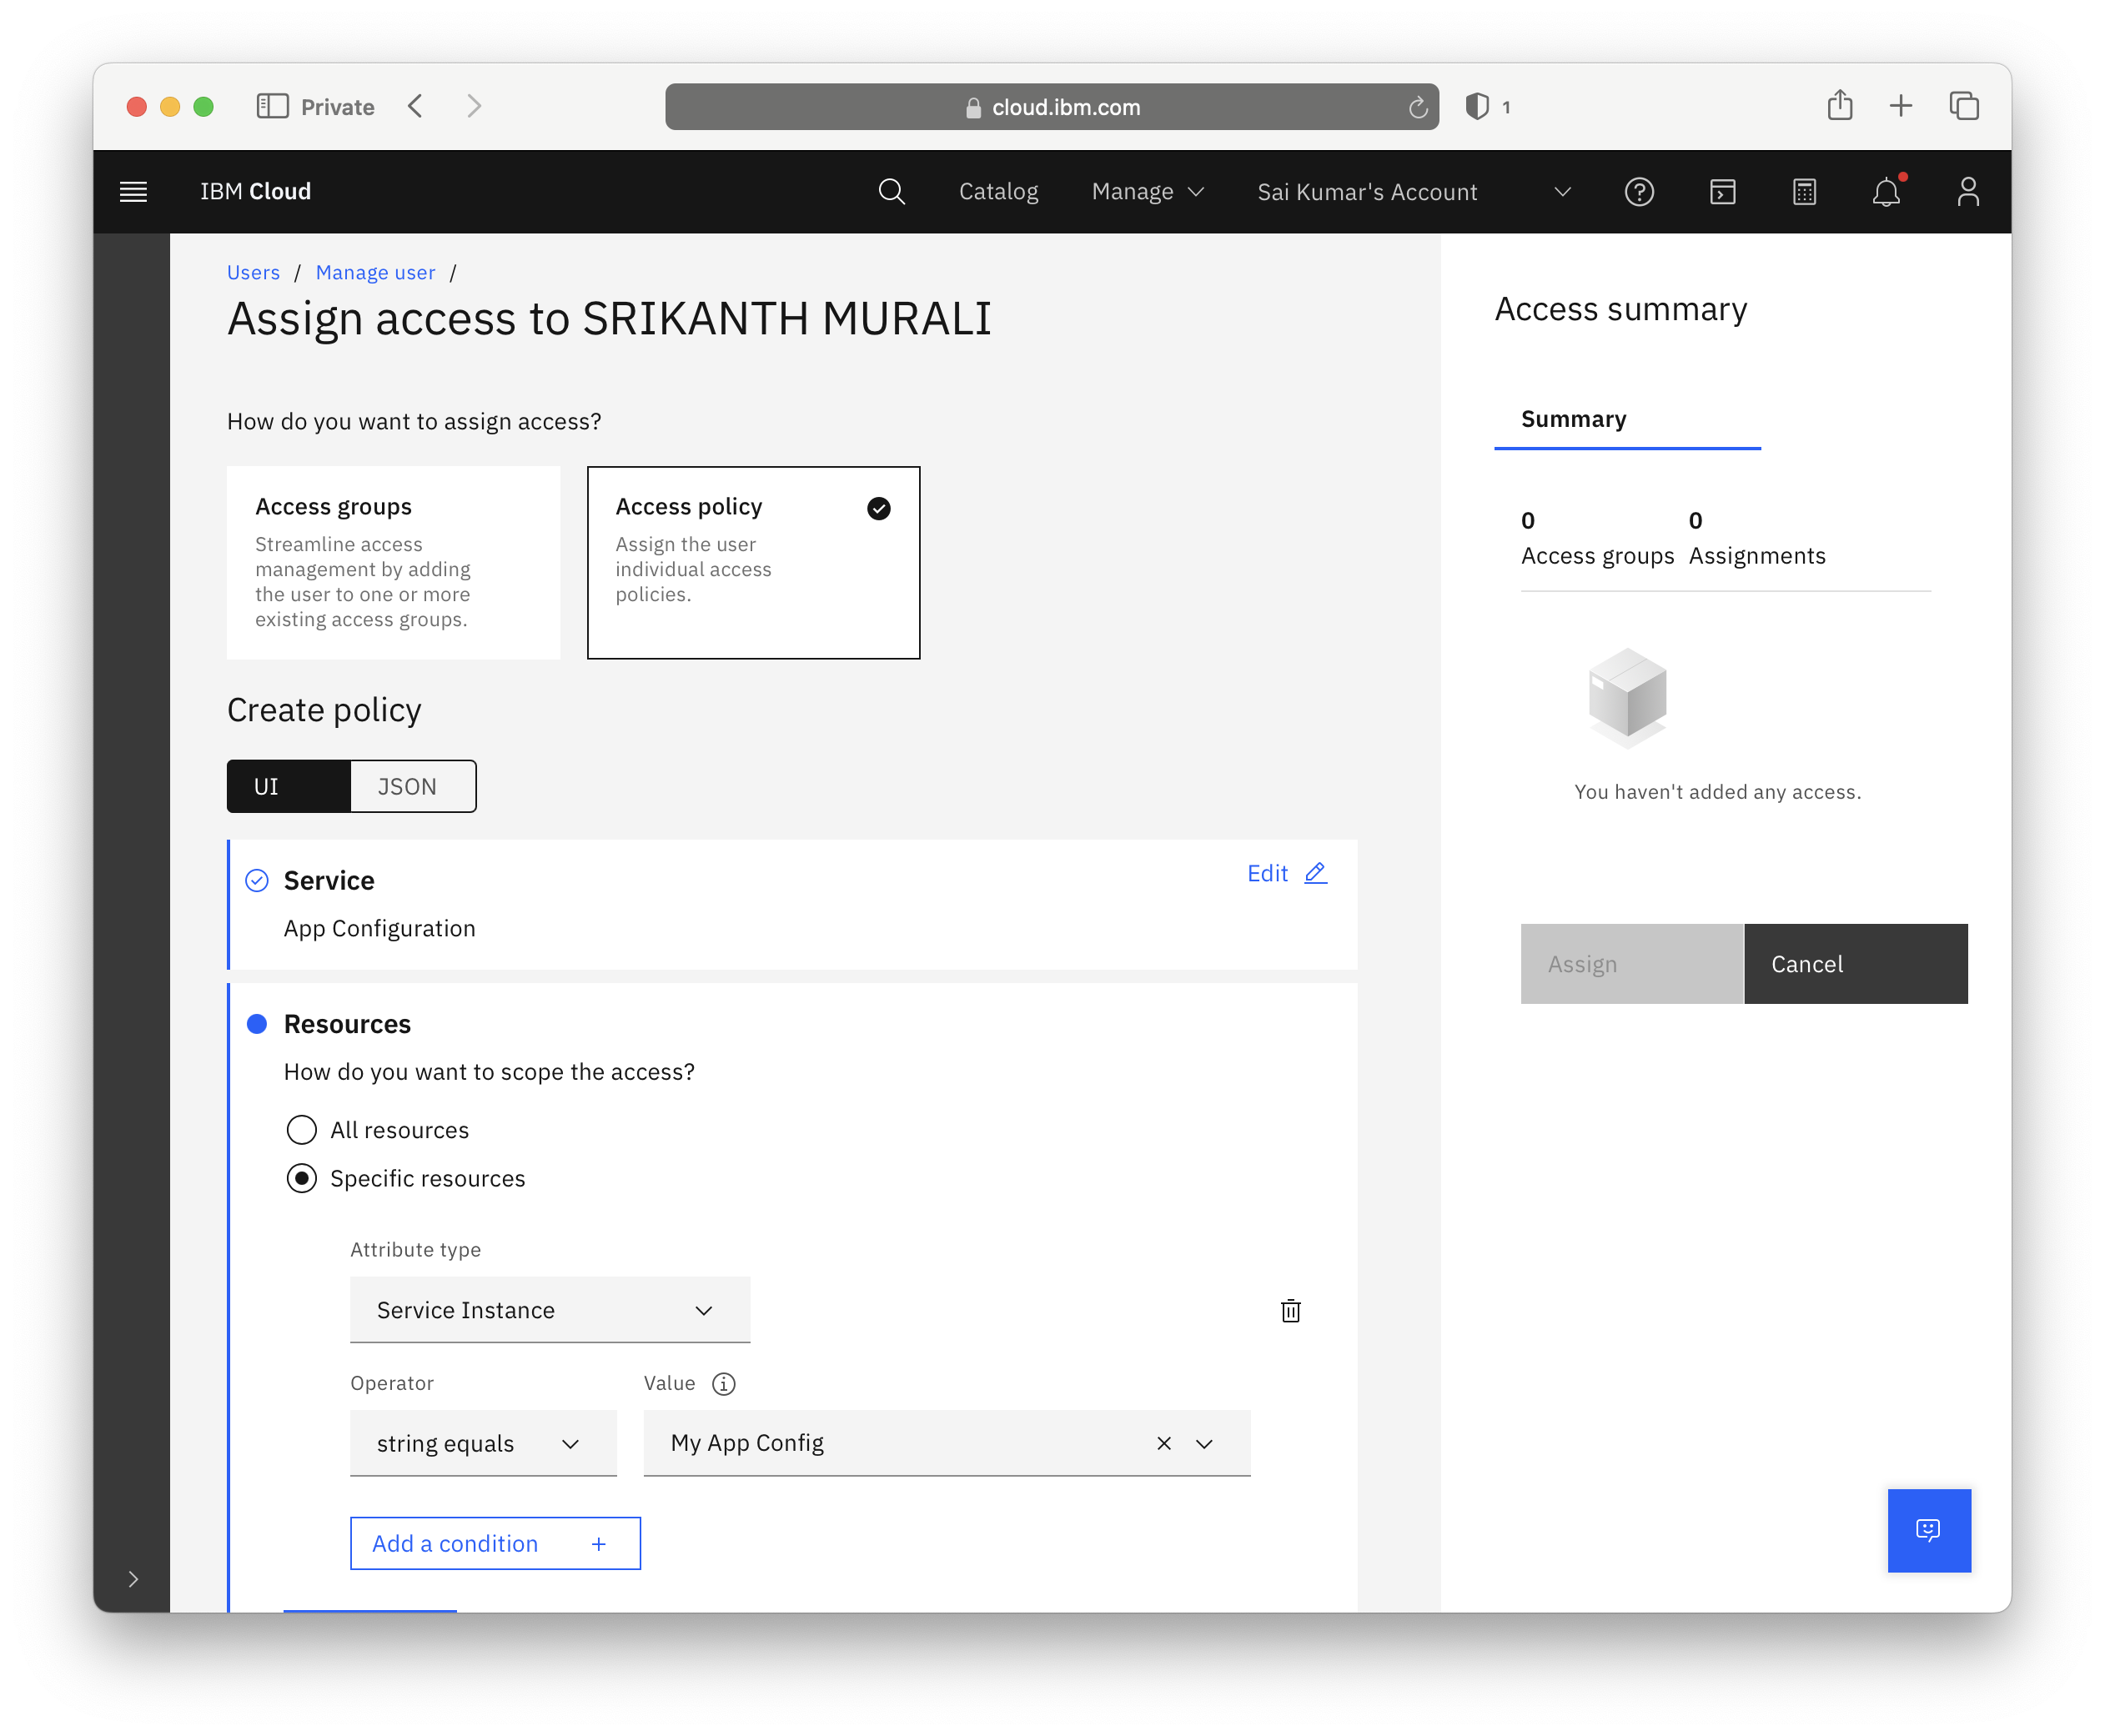 Private
cloud.ibm.com
1
IBM Cloud
Catalog
Manage
Sai Kumar's Account
Users / Manage user /
Assign access to SRIKANTH MURALI
How do you want to assign access?
Access groups
Streamline access
management by adding
the user to one or more
existing access groups.
Access policy
Assign the user
individual access
policies.
Create policy
UI
JSON
Service
Edit
App Configuration
Resources
How do you want to scope the access?
All resources
Specific resources
Attribute type
Service Instance
Operator
Value
string equals
My App Config
Add a condition +
Access summary
Summary
0
Access groups
0
Assignments
You haven't added any access.
Assign
Cancel